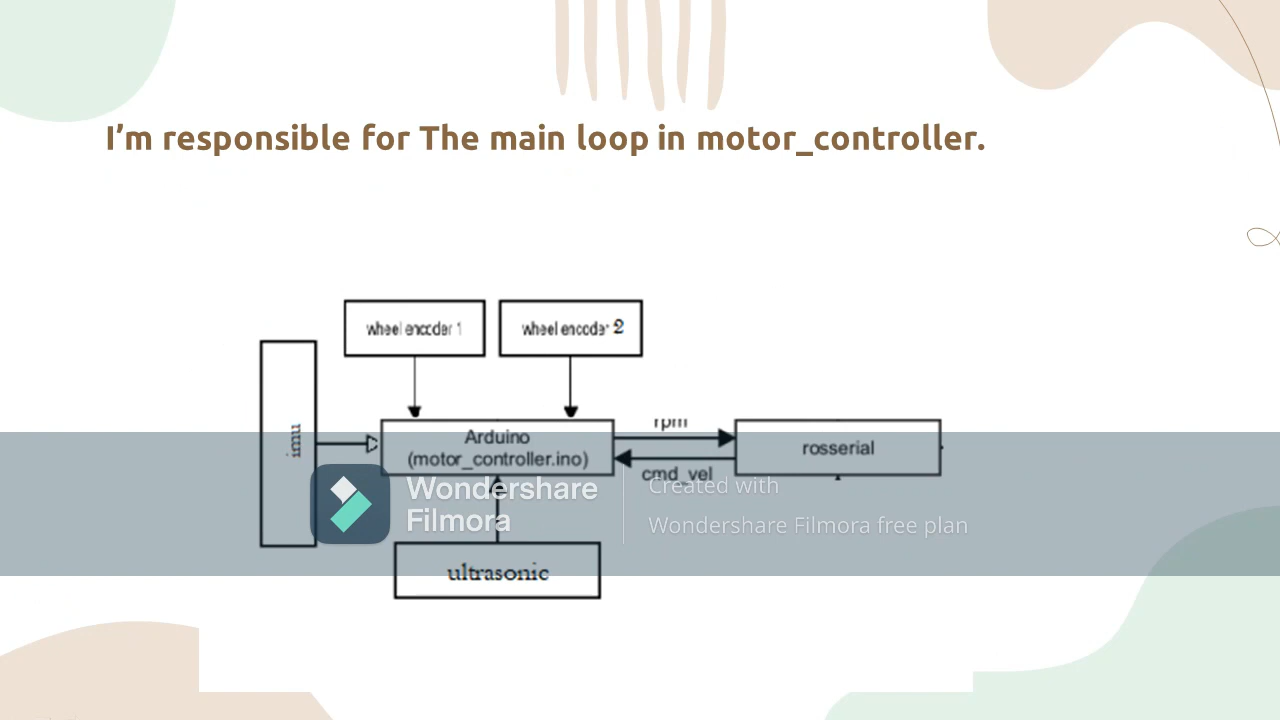 I’m responsible for The main loop in motor_controller.
wheel encoder 1
wheel encoder 2
imu
Arduino
(motor_controller.ino)
rpm
cmd_vel
rosserial
Wondershare
Filmora
Created with
Wondershare Filmora free plan
ultrasonic